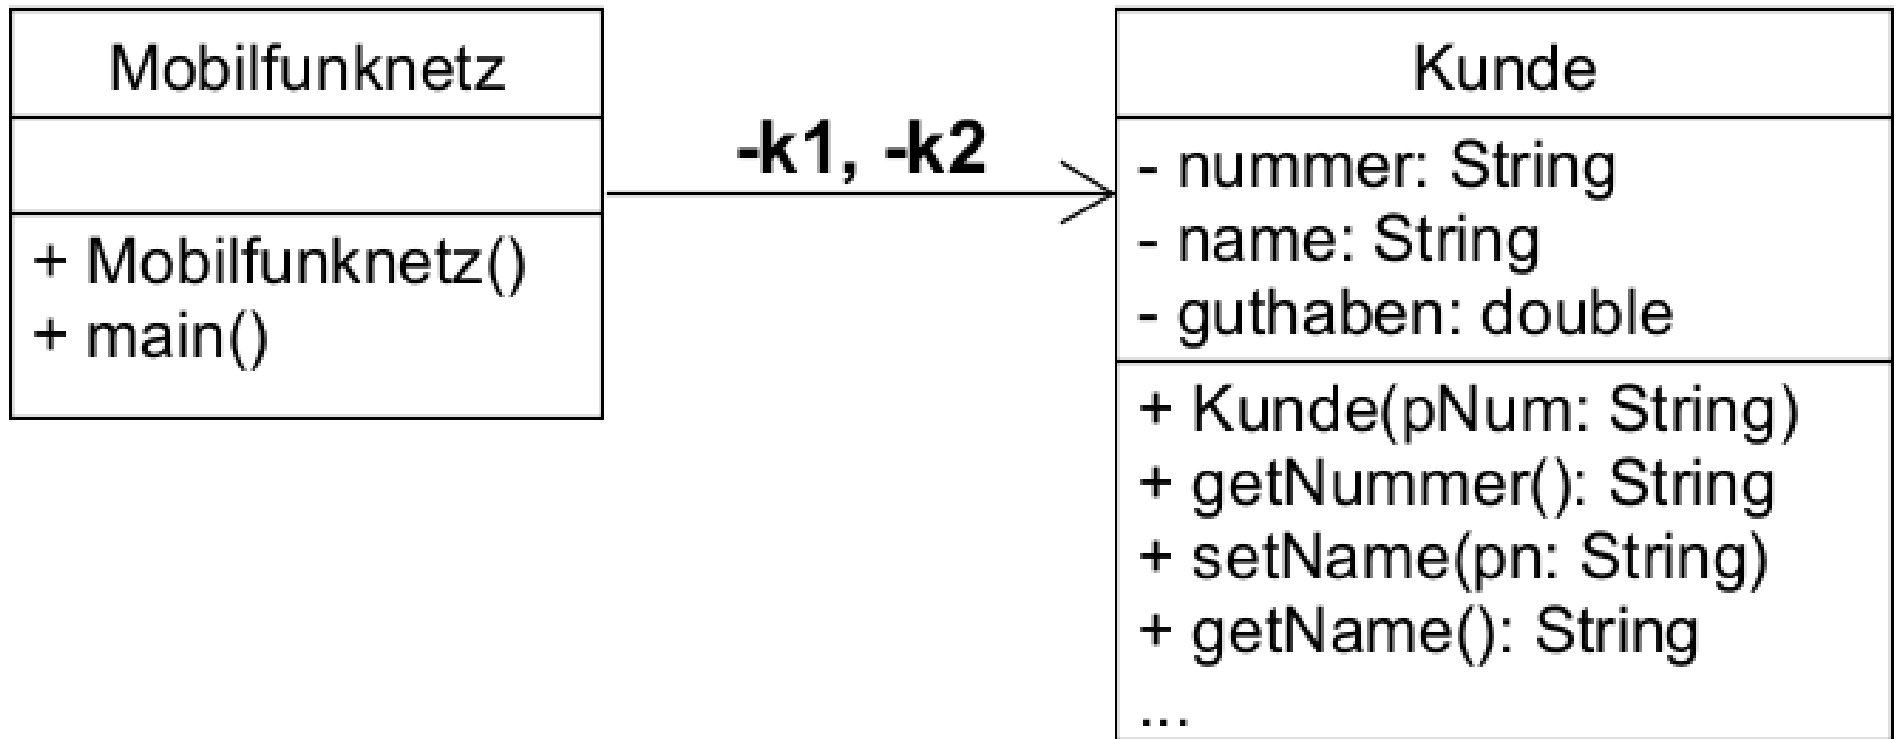 Mobilfunknetz
+ Mobilfunknetz()
+ main()
-k1, -k2
Kunde
- nummer: String
- name: String
- guthaben: double
+ Kunde(pNum: String)
+ getNummer(): String
+ setName(pn: String)
+ getName(): String
...